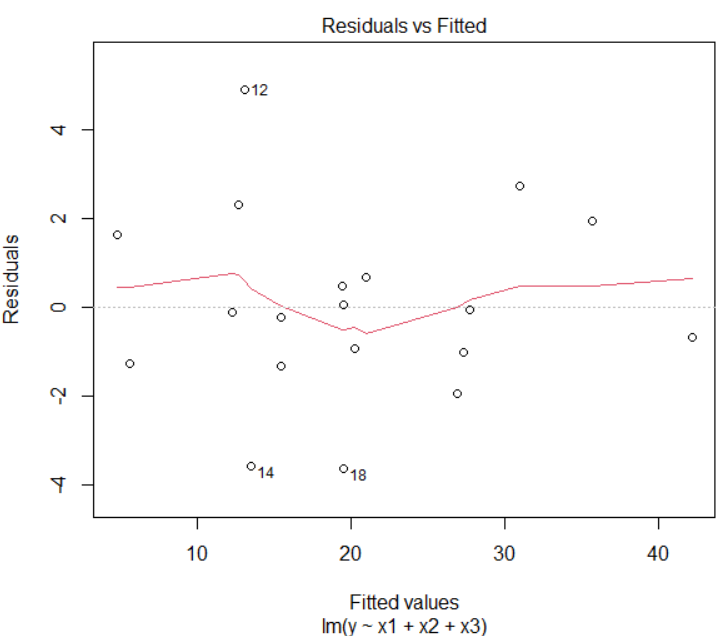 Residuals vs Fitted
12
4
2
0
-2
-4
14
18
Residuals
10 20 30 40
Fitted values
lm(y ~ x1 + x2 + x3)